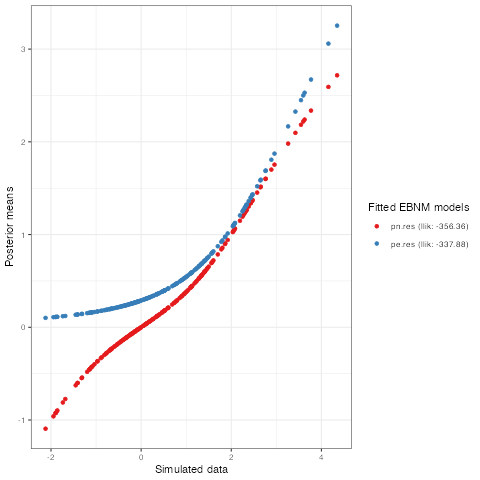 3
2
1
0
-1
-2
0
2
4
Simulated data
Posterior means
Fitted EBNM models
pn.res (llik: -356.36)
pe.res (llik: -337.88)